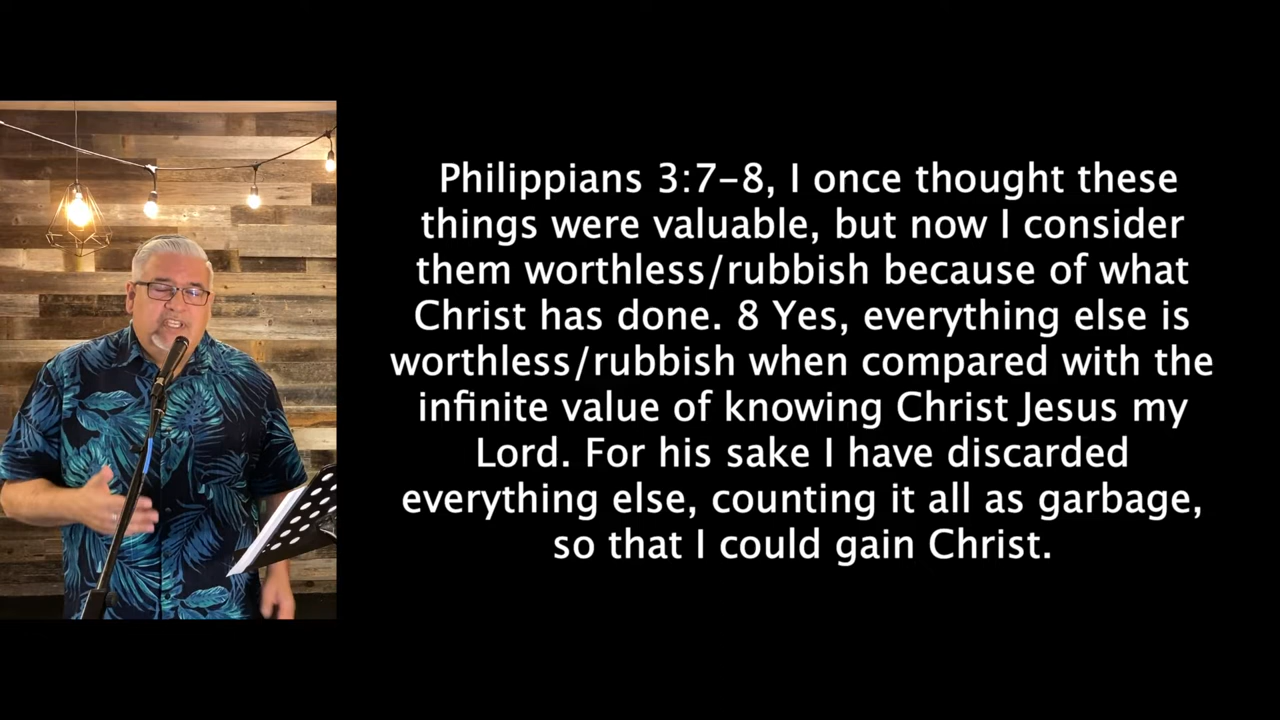 Philippians 3:7–8, I once thought these
things were valuable, but now I consider
them worthless/rubbish because of what
Christ has done. 8 Yes, everything else is
worthless/rubbish when compared with the
infinite value of knowing Christ Jesus my
Lord. For his sake I have discarded
everything else, counting it all as garbage,
so that I could gain Christ.